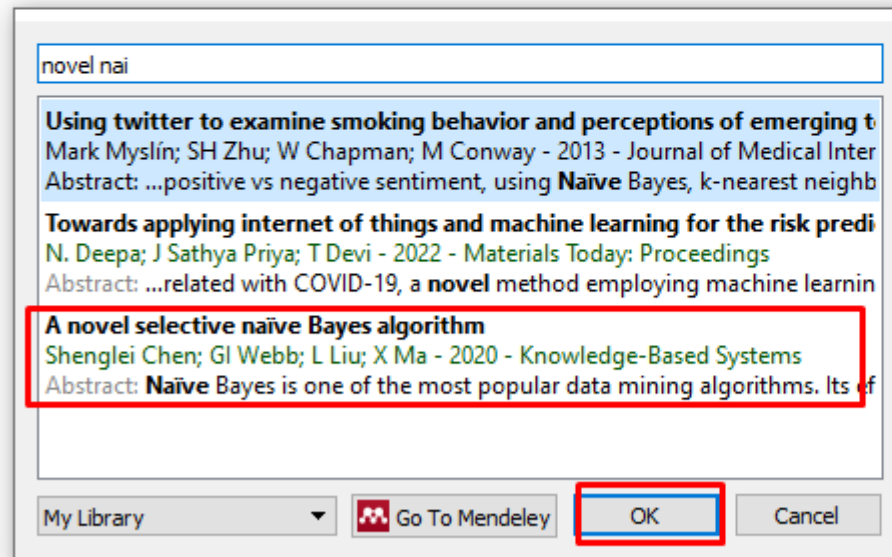 novel nai
Using twitter to examine smoking behavior and perceptions of emerging
Mark Myslín; SH Zhu; W Chapman; M Conway - 2013 - Journal of Medical Inter
Abstract: ...positive vs negative sentiment, using Naïve Bayes, k-nearest neighb
Towards applying internet of things and machine learning for the risk predi
N. Deepa; J Sathya Priya; T Devi - 2022 - Materials Today: Proceedings
Abstract: ...related with COVID-19, a novel method employing machine learnin
A novel selective naïve Bayes algorithm
Shenglei Chen; GI Webb; L Liu; X Ma - 2020 - Knowledge-Based Systems
Abstract: Naïve Bayes is one of the most popular data mining algorithms. Its ef
My Library
Go To Mendeley
OK
Cancel